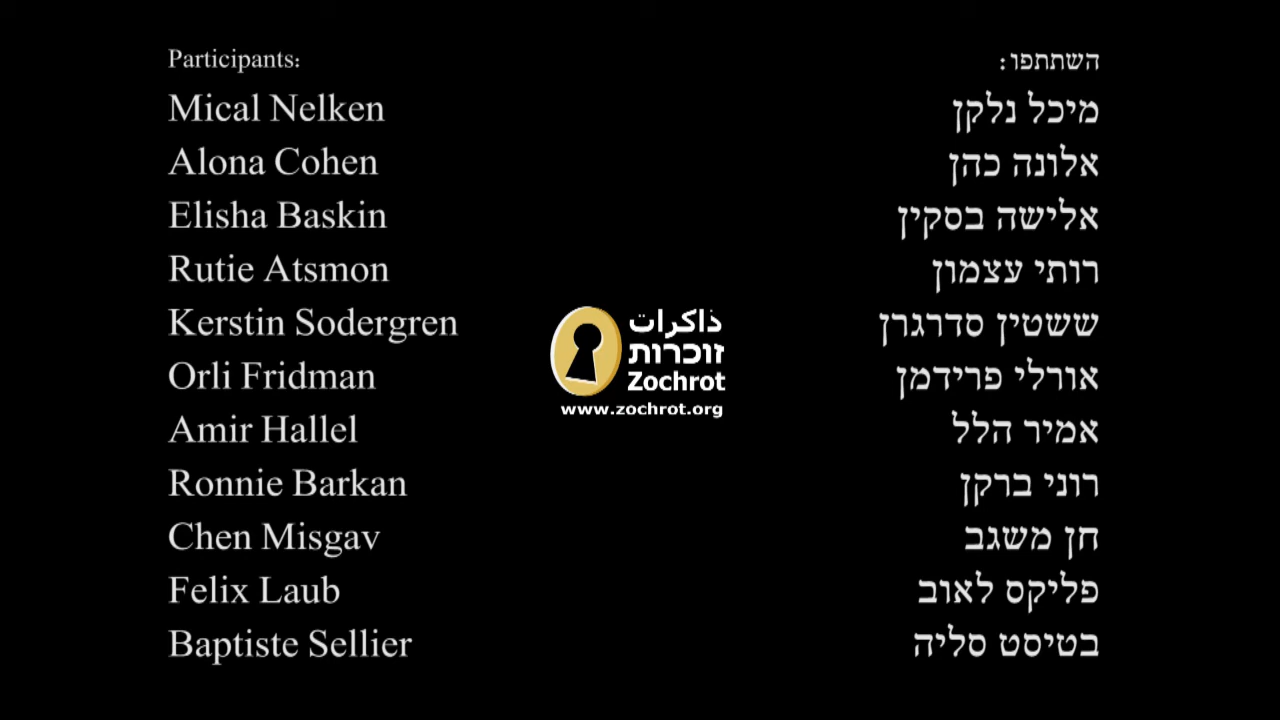 Participants:
Mical Nelken
Alona Cohen
Elisha Baskin
Rutie Atsmon
Kerstin Sodergren
Orli Fridman
Amir Hallel
Ronnie Barkan
Chen Misgav
Felix Laub
Baptiste Sellier
ذاكرات
זוכרות
Zochrot
www.zochrot.org
השתתפו:
מיכל נלקן
אלונה כהן
אלישה בסקין
רותי עצמון
ששטין סדרגרן
אורלי פרידמן
אמיר הלל
רוני ברקן
חן משגב
פליקס לאוב
בטיסט סליה